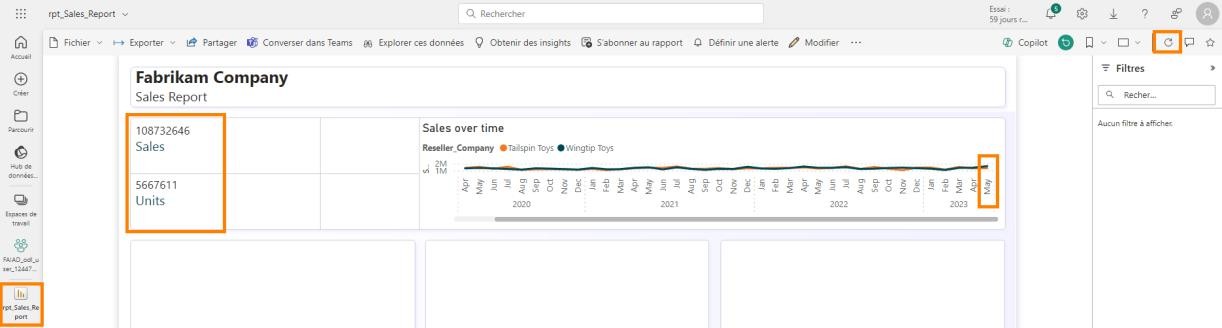 rpt_Sales_Report
Rechercher
Essai :
59 jours r...
5
Accueil
Créer
Parcourir
Hub de
données...
Espaces de
travail
FAIAD_odl_u
ser_12447...
rpt_Sales_Re
port
Fichier
Exporter
Partager
Converser dans Teams
Explorer ces données
Obtenir des insights
S'abonner au rapport
Définir une alerte
Modifier
...
Copilot
Fabrikam Company
Sales Report
108732646
Sales
5667611
Units
Sales over time
Reseller_Company Tailspin Toys Wingtip Toys
S..
2M
1M
Apr May Jun Jul Aug Sep Oct Nov Dec Jan Feb Mar Apr May Jun Jul Aug Sep Oct Nov Dec Jan Feb Mar Apr May Jun Jul Aug Sep Oct Nov Dec Jan Feb Mar Apr May
2020 2021 2022 2023
Filtres
Recher...
Aucun filtre à afficher.